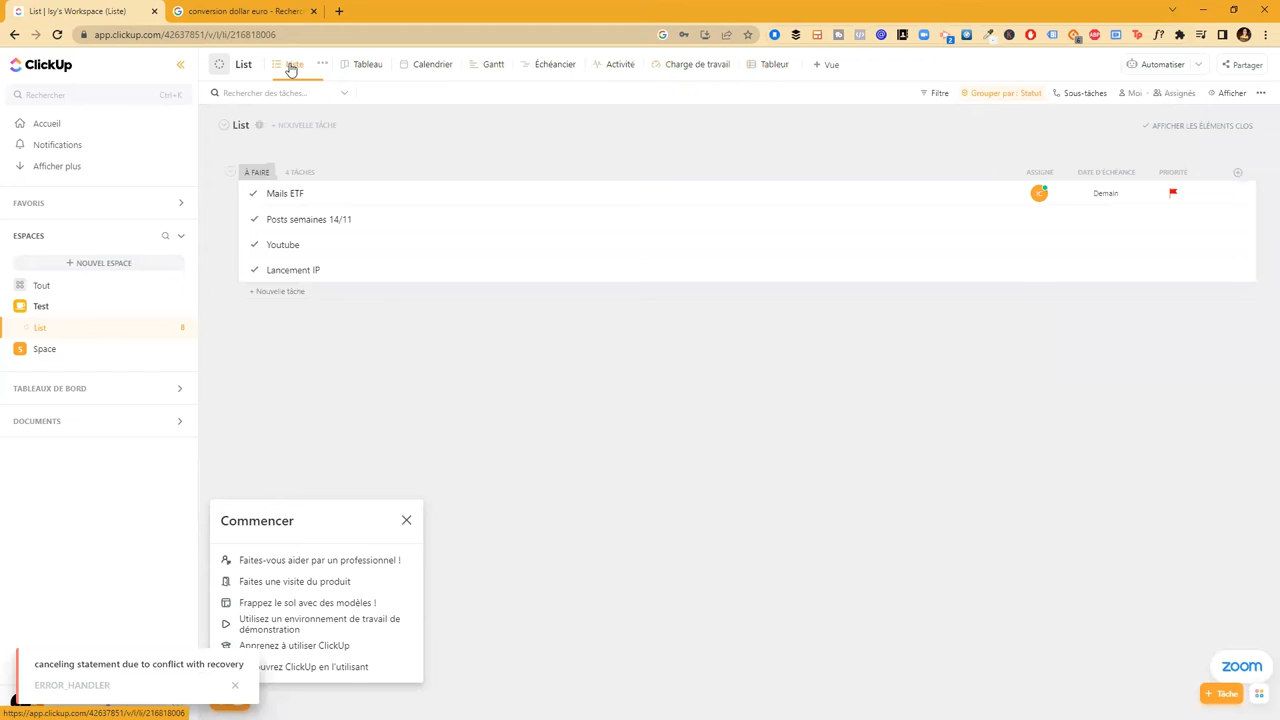 List | Isy's Workspace (Liste)
conversion dollar euro - Recherc
app.clickup.com/42637851/v/l/li/216818006
ClickUp
List
Tableau
Calendrier
Gantt
Échéancier
Activité
Charge de travail
Tableur
+ Vue
Automatiser
Partager
Rechercher
Ctrl+K
Rechercher des tâches...
Filtre
Grouper par : Statut
Sous-tâches
Moi
Assignés
Afficher
Accueil
Notifications
Afficher plus
FAVORIS
ESPACES
+ NOUVEL ESPACE
Tout
Test
List
8
Space
TABLEAUX DE BORD
DOCUMENTS
List
+ NOUVELLE TÂCHE
AFFICHER LES ÉLÉMENTS CLOS
À FAIRE
4 TÂCHES
ASSIGNÉ
DATE D'ÉCHÉANCE
PRIORITÉ
Mails ETF
Demain
Posts semaines 14/11
Youtube
Lancement IP
+ Nouvelle tâche
Commencer
Faites-vous aider par un professionnel !
Faites une visite du produit
Frappez le sol avec des modèles !
Utilisez un environnement de travail de
démonstration
Apprenez à utiliser ClickUp
ouvrez ClickUp en l'utilisant
canceling statement due to conflict with recovery
ERROR_HANDLER
https://app.clickup.com/42637851/v/l/li/216818006
zoom
+ Tâche